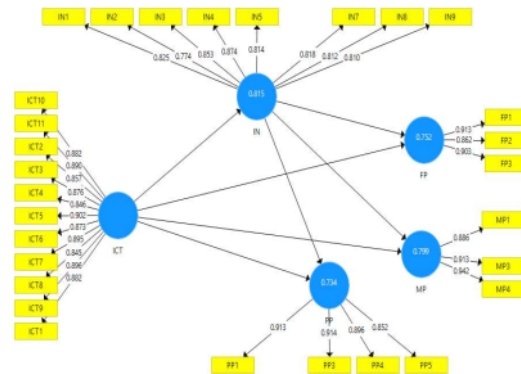 IN1 IN2 IN3 IN4 IN5 IN7 IN8 IN9
0.825 0.774 0.853 0.874 0.814 0.818 0.812 0.810
0.815
IN
ICT10
ICT11
ICT2
ICT3
ICT4
ICT5
ICT6
ICT7
ICT8
ICT9
ICT1
0.882
0.890
0.857
0.876
0.846
0.902
0.873
0.895
0.845
0.896
0.882
ICT
0.752
FP
0.913
0.862
0.903
FP1
FP2
FP3
0.799
MP
0.886
0.913
0.942
MP1
MP3
MP4
0.734
PP
0.913 0.914 0.896 0.852
PP1 PP3 PP4 PP5